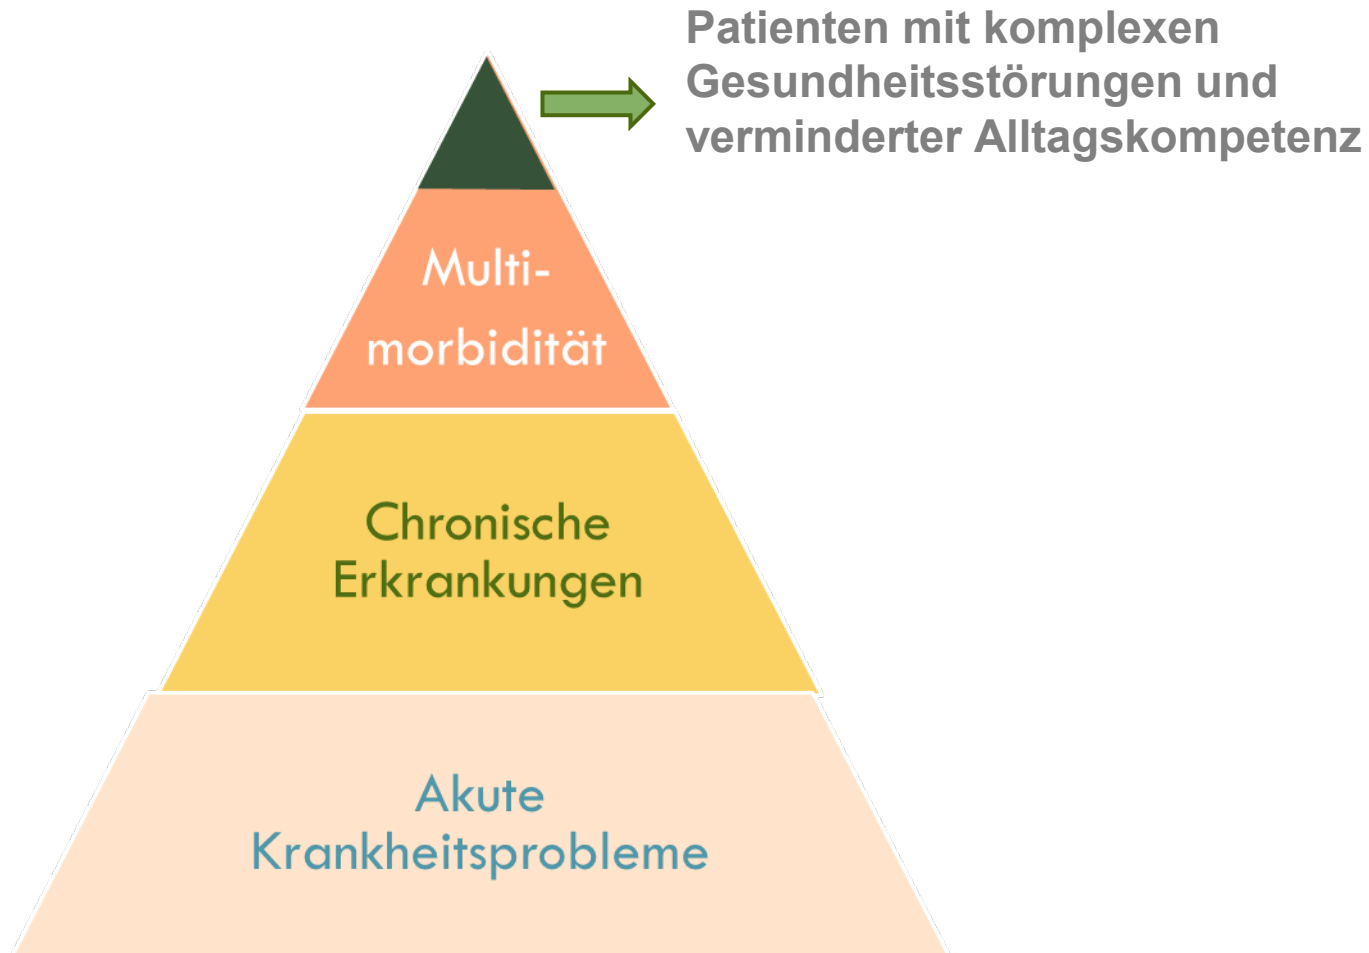 Patienten mit komplexen
Gesundheitsstörungen und
verminderter Alltagskompetenz
Multi-
morbidität
Chronische
Erkrankungen
Akute
Krankheitsprobleme